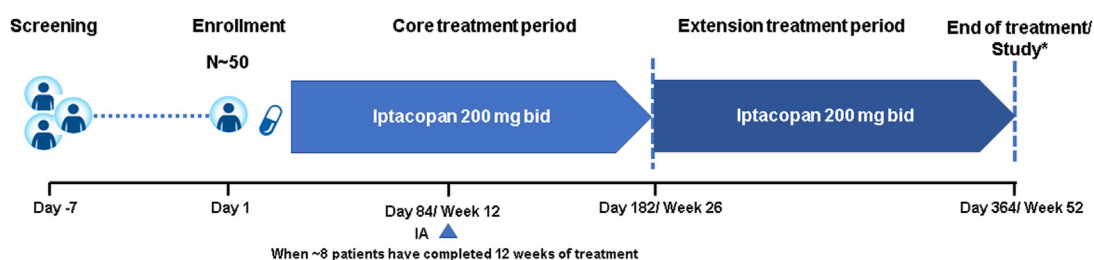 Screening
Enrollment
Core treatment period
Extension treatment period
End of treatment/
Study*
N~50
Iptacopan 200 mg bid
Iptacopan 200 mg bid
Day -7
Day 1
Day 84/ Week 12
Day 182/ Week 26
Day 364/ Week 52
IA
When ~8 patients have completed 12 weeks of treatment